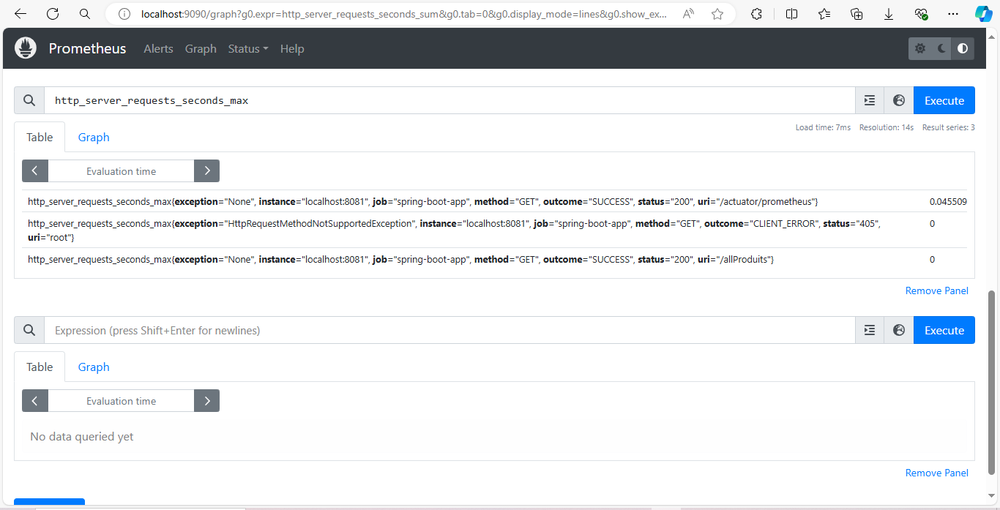 localhost:9090/graph?g0.expr=http_server_requests_seconds_sum&g0.tab=0&g0.display_mode=lines&g0.show_ex...
Prometheus Alerts Graph Status Help
http_server_requests_seconds_max Execute
Load time: 7ms Resolution: 14s Result series: 3
Table Graph
Evaluation time
http_server_requests_seconds_max{exception="None", instance="localhost:8081", job="spring-boot-app", method="GET", outcome="SUCCESS", status="200", uri="/actuator/prometheus"} 0.045509
http_server_requests_seconds_max{exception="HttpRequestMethodNotSupportedException", instance="localhost:8081", job="spring-boot-app", method="GET", outcome="CLIENT_ERROR", status="405", 0
uri="root"}
http_server_requests_seconds_max{exception="None", instance="localhost:8081", job="spring-boot-app", method="GET", outcome="SUCCESS", status="200", uri="/allProduits"} 0
Remove Panel
Expression (press Shift+Enter for newlines) Execute
Table Graph
Evaluation time
No data queried yet
Remove Panel